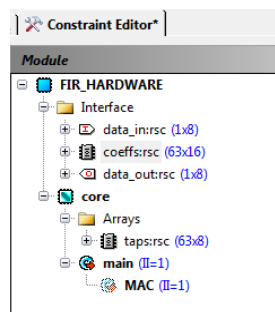 Constraint Editor*
Module
FIR_HARDWARE
Interface
data_in:rsc (1x8)
coeffs:rsc (63x16)
data_out:rsc (1x8)
core
Arrays
taps:rsc (63x8)
main (II=1)
MAC (II=1)